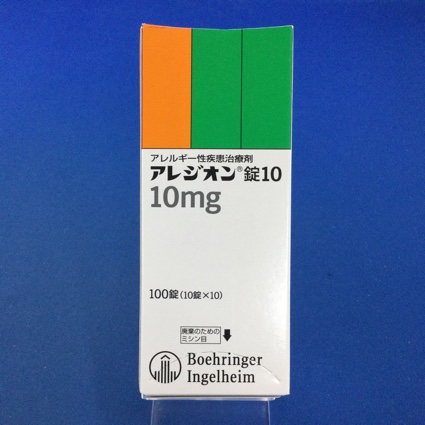 アレルギー性疾患治療剤
アレジオン®錠10
10mg
100錠(10錠×10)
廃棄のための
ミシン目
Boehringer
Ingelheim